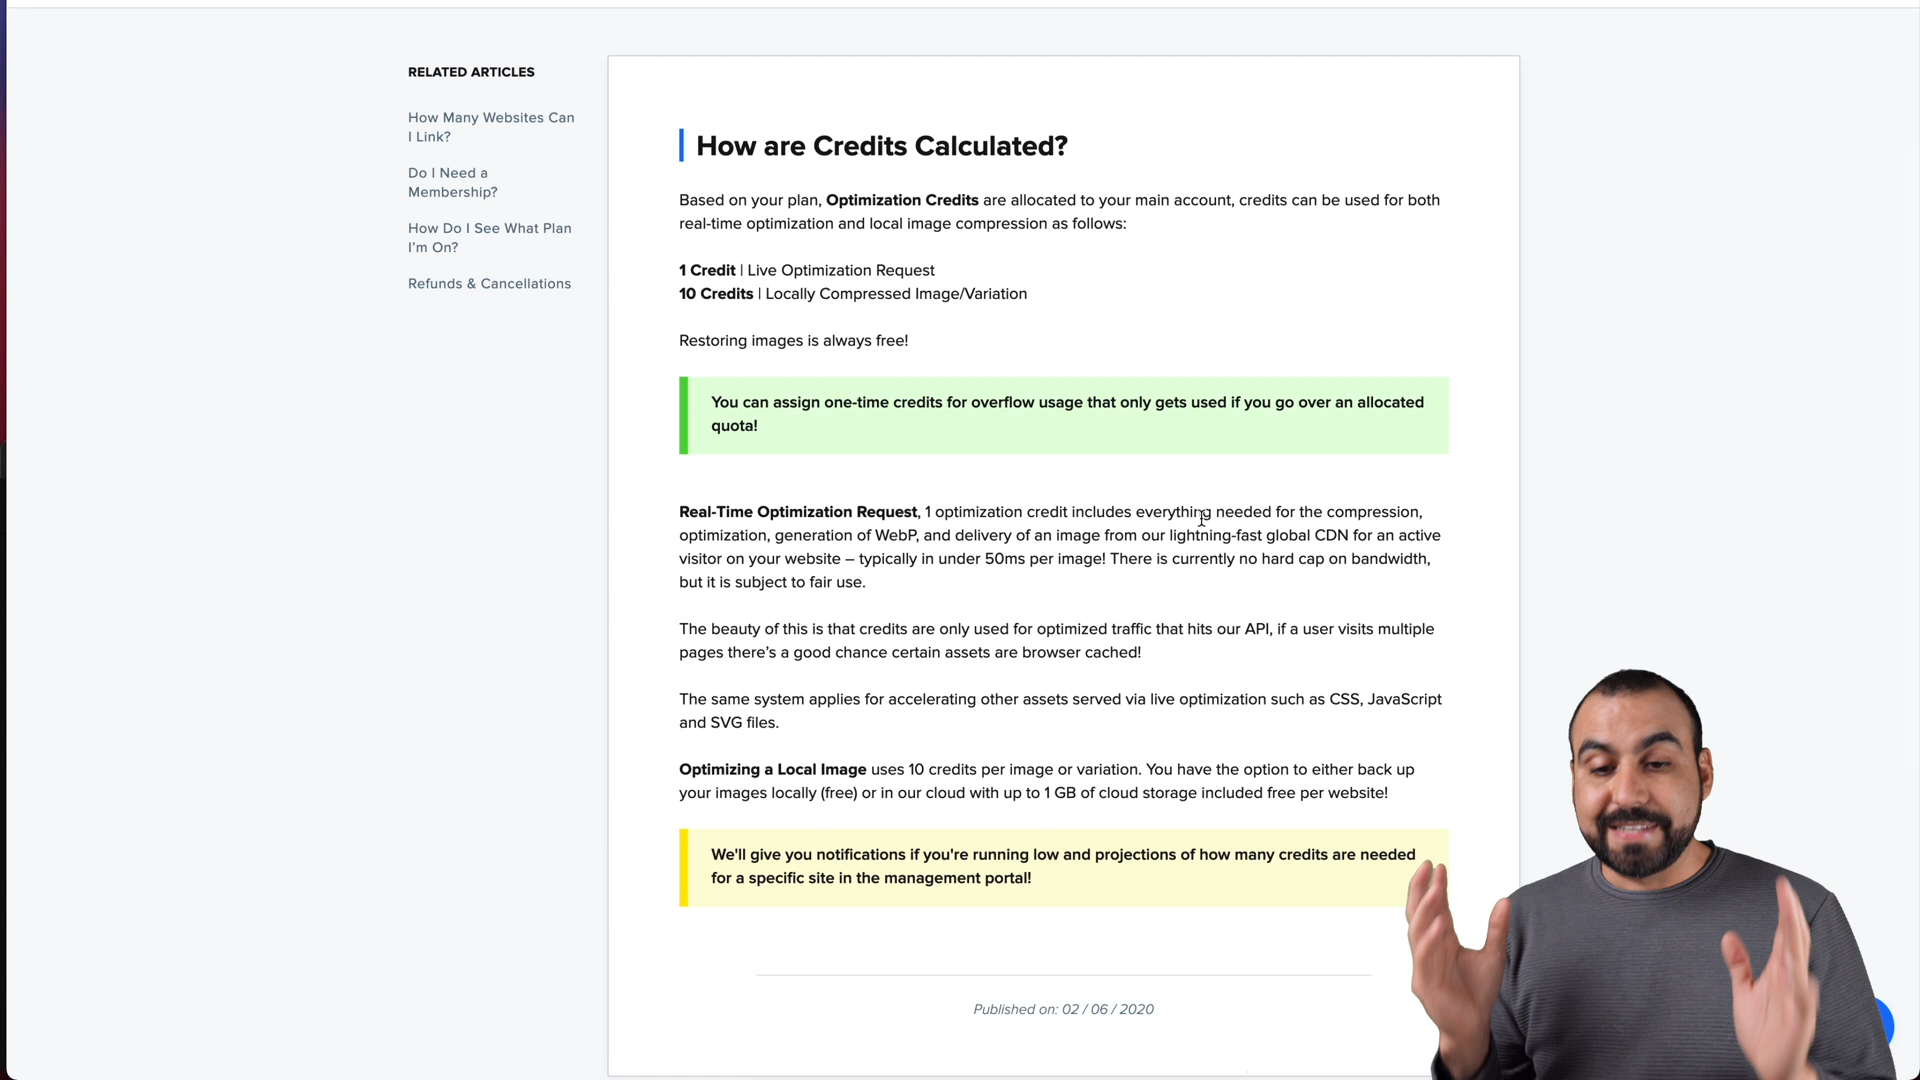 RELATED ARTICLES
How Many Websites Can
I Link?
Do I Need a
Membership?
How Do I See What Plan
I'm On?
Refunds & Cancellations
How are Credits Calculated?
Based on your plan, Optimization Credits are allocated to your main account, credits can be used for both
real-time optimization and local image compression as follows:
1 Credit | Live Optimization Request
10 Credits | Locally Compressed Image/Variation
Restoring images is always free!
You can assign one-time credits for overflow usage that only gets used if you go over an allocated
quota!
Real-Time Optimization Request, 1 optimization credit includes everything needed for the compression,
optimization, generation of WebP, and delivery of an image from our lightning-fast global CDN for an active
visitor on your website – typically in under 50ms per image! There is currently no hard cap on bandwidth,
but it is subject to fair use.
The beauty of this is that credits are only used for optimized traffic that hits our API, if a user visits multiple
pages there's a good chance certain assets are browser cached!
The same system applies for accelerating other assets served via live optimization such as CSS, JavaScript
and SVG files.
Optimizing a Local Image uses 10 credits per image or variation. You have the option to either back up
your images locally (free) or in our cloud with up to 1 GB of cloud storage included free per website!
We'll give you notifications if you're running low and projections of how many credits are needed
for a specific site in the management portal!
Published on: 02 / 06 / 2020